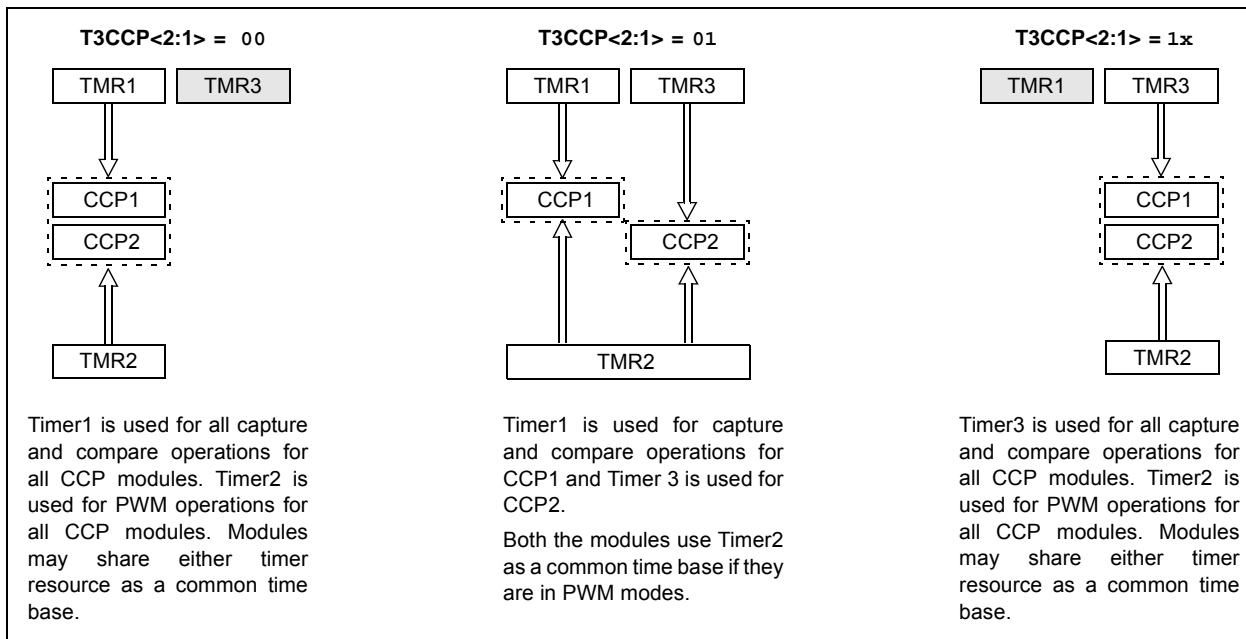 T3CCP<2:1> = 00
TMR1 TMR3
CCP1
CCP2
TMR2
Timer1 is used for all capture
and compare operations for
all CCP modules. Timer2 is
used for PWM operations for
all CCP modules. Modules
may share either timer
resource as a common time
base.
T3CCP<2:1> = 01
TMR1 TMR3
CCP1
CCP2
TMR2
Timer1 is used for capture
and compare operations for
CCP1 and Timer 3 is used for
CCP2.
Both the modules use Timer2
as a common time base if they
are in PWM modes.
T3CCP<2:1> = 1x
TMR1 TMR3
CCP1
CCP2
TMR2
Timer3 is used for all capture
and compare operations for
all CCP modules. Timer2 is
used for PWM operations for
all CCP modules. Modules
may share either timer
resource as a common time
base.